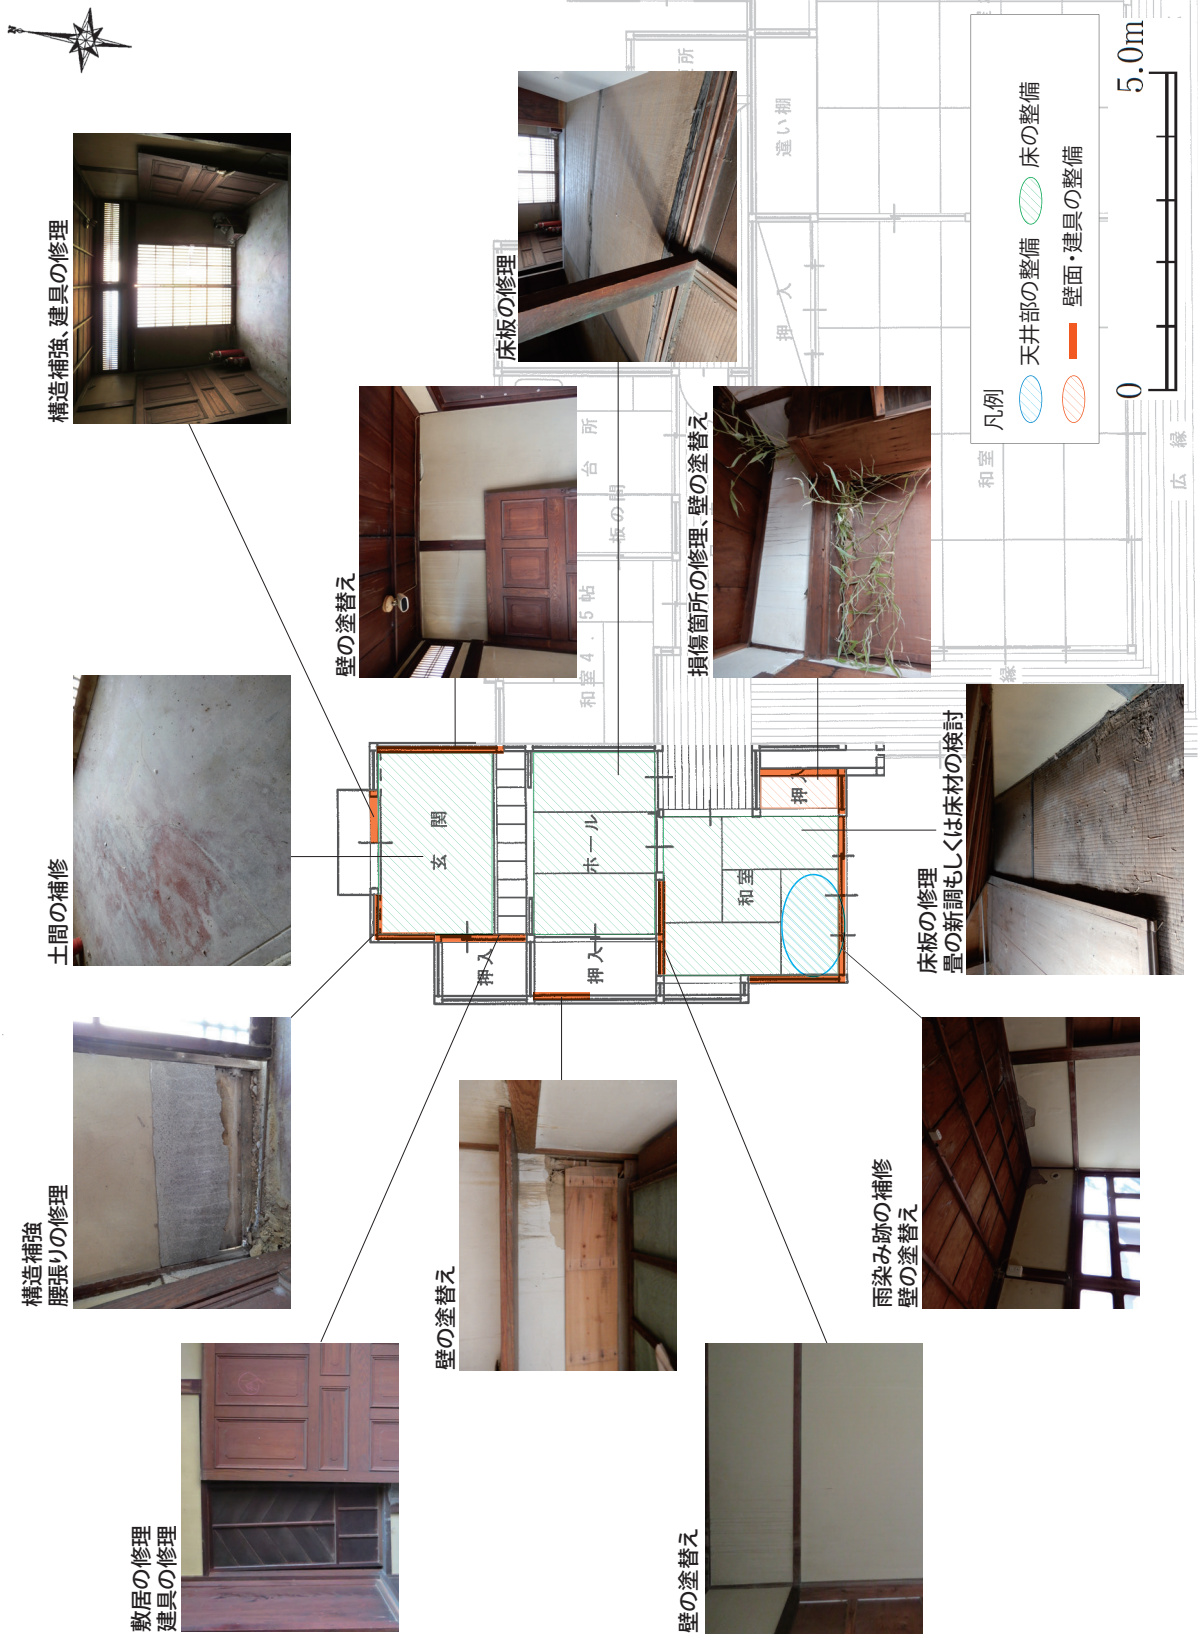 構造補強、建具の修理
土間の補修
構造補強
腰張りの修理
敷居の修理
建具の修理
壁の塗替え
床板の修理
壁の塗替え
壁の塗替え
損傷箇所の修理、壁の塗替え
床板の修理
畳の新調もしくは床材の検討
雨染み跡の補修
壁の塗替え
玄関
押入
ホール
押入
和室
押入
和室4.5帖
板の間
台所
所
違い棚
押入
和室
広縁
縁
凡例
天井部の整備
床の整備
壁面・建具の整備
0
5.0m
N